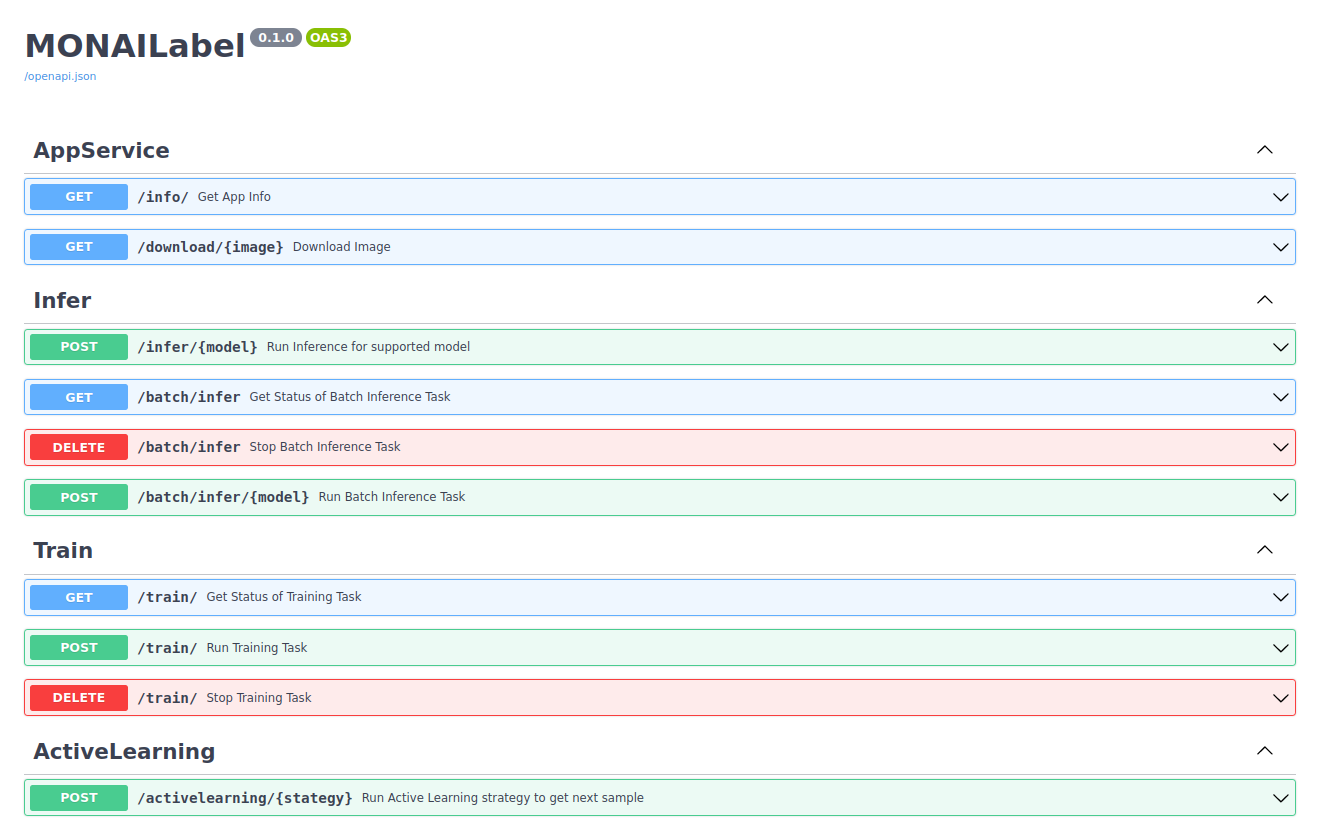 MONAILabel 0.1.0 OAS3
/openapi.json
AppService
GET /info/ Get App Info
GET /download/{image} Download Image
Infer
POST /infer/{model} Run Inference for supported model
GET /batch/infer Get Status of Batch Inference Task
DELETE /batch/infer Stop Batch Inference Task
POST /batch/infer/{model} Run Batch Inference Task
Train
GET /train/ Get Status of Training Task
POST /train/ Run Training Task
DELETE /train/ Stop Training Task
ActiveLearning
POST /activelearning/{stategy} Run Active Learning strategy to get next sample